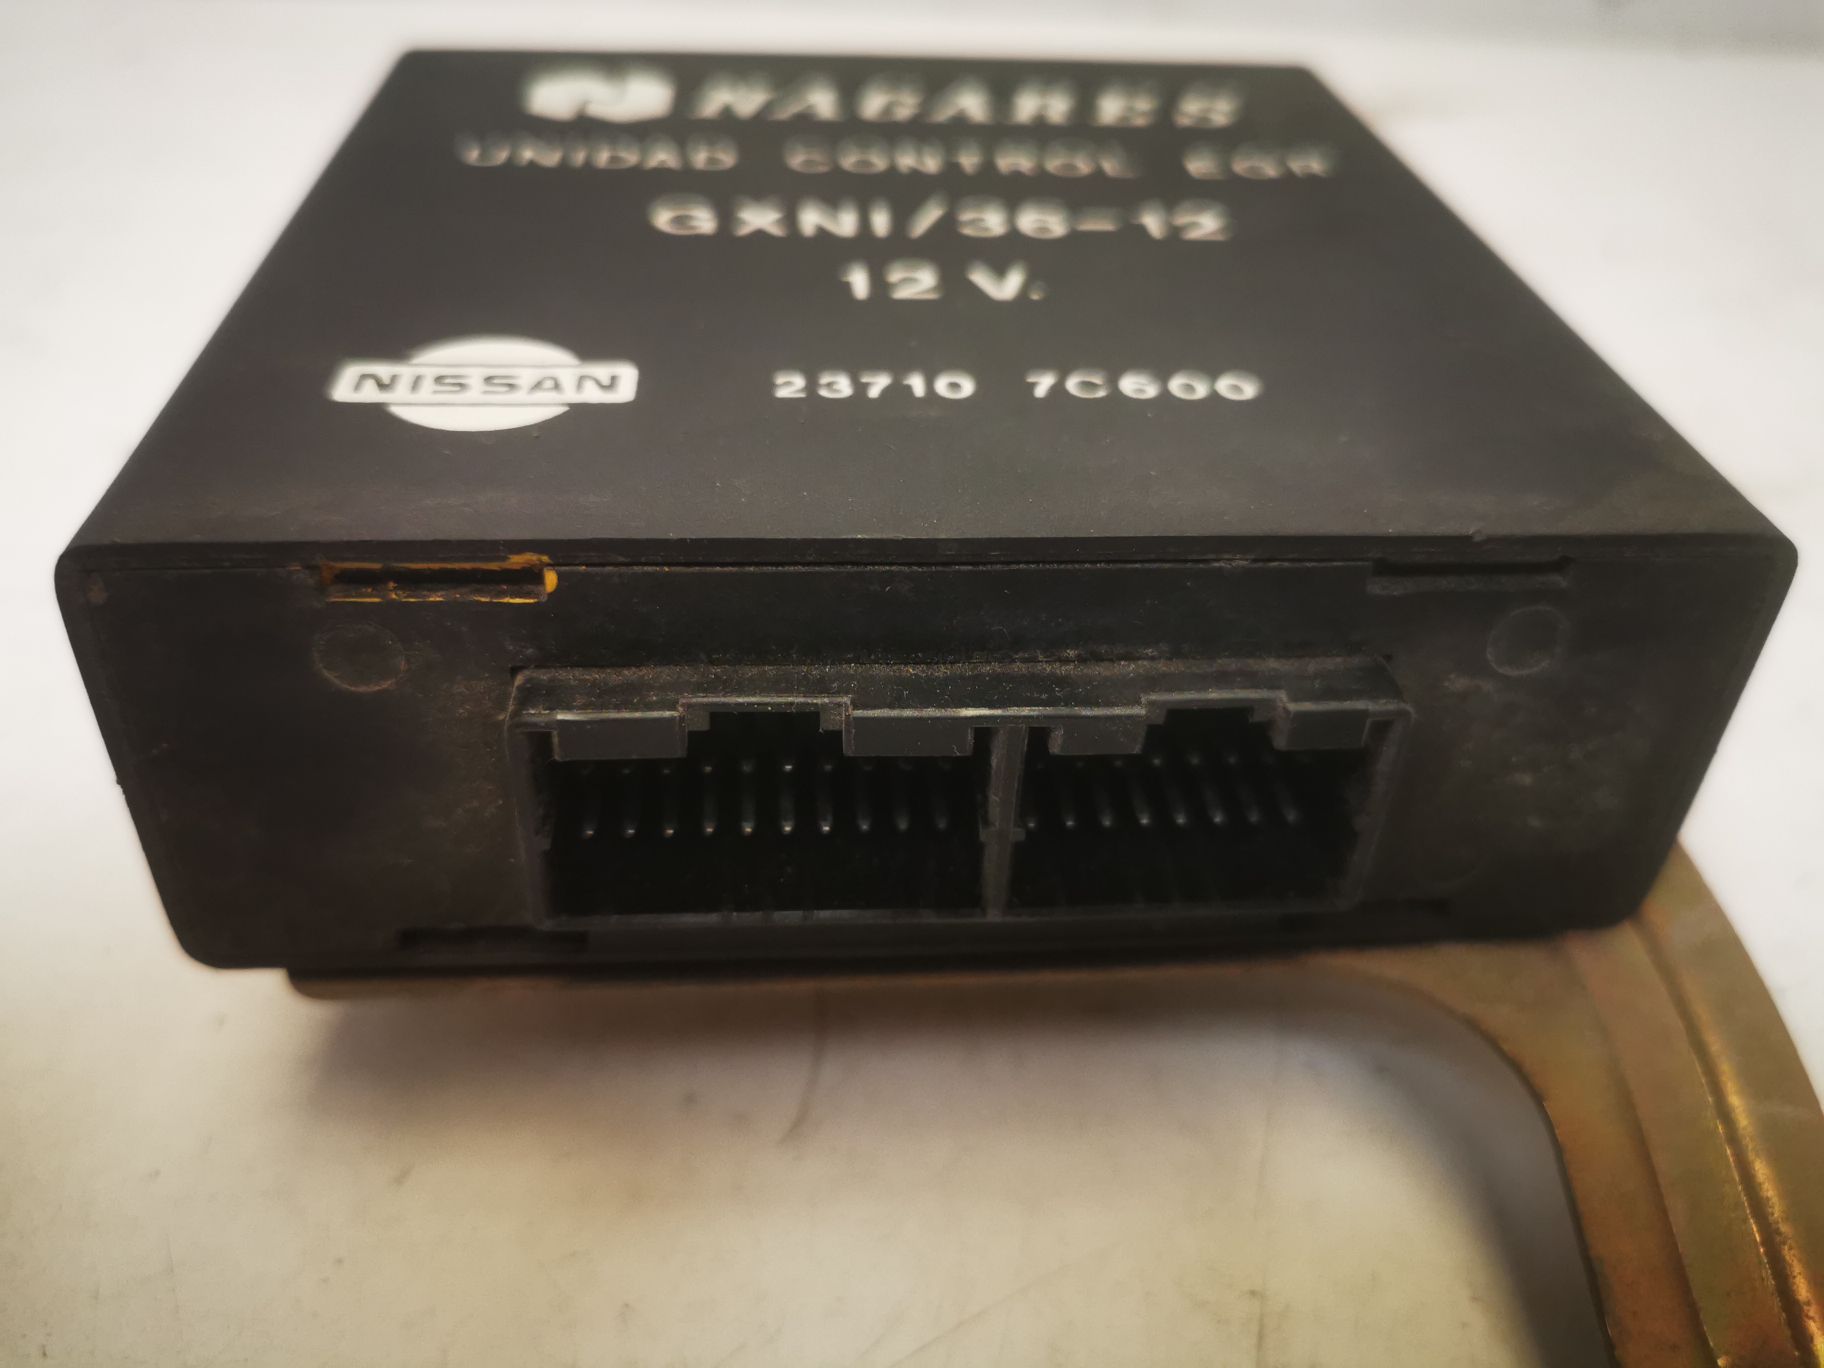 NAGARES
UNIDAD CONTROL EGR
GXNI/36-12
12 V.
NISSAN
23710 7C600